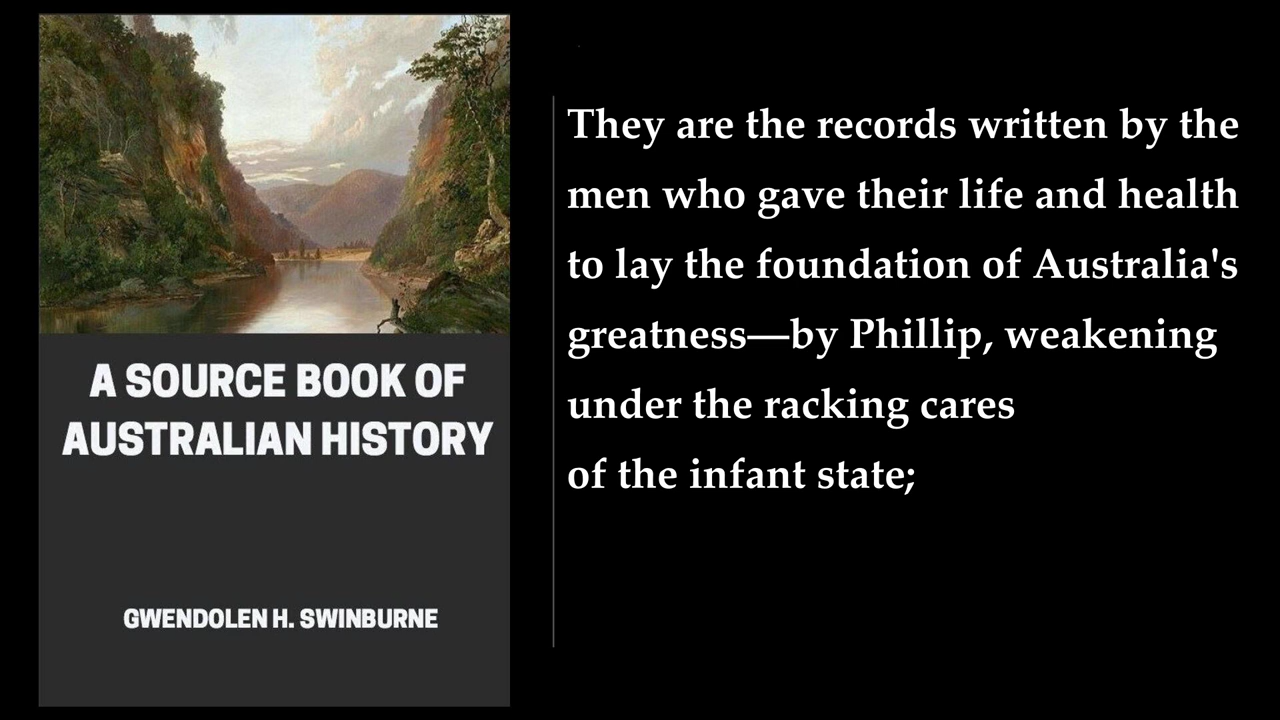 A SOURCE BOOK OF
AUSTRALIAN HISTORY
GWENDOLEN H. SWINBURNE
They are the records written by the
men who gave their life and health
to lay the foundation of Australia's
greatness—by Phillip, weakening
under the racking cares
of the infant state;